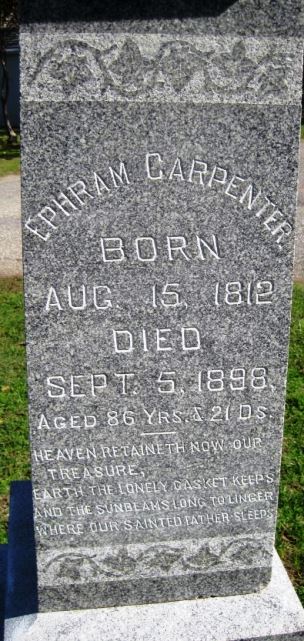 EPHRAM CARPENTER
BORN
AUG. 15, 1812
DIED
SEPT. 5, 1898.
AGED 86 YRS. & 21 DS.
HEAVEN RETAINETH NOW OUR
TREASURE,
EARTH THE LONELY CASKET KEEPS
AND THE SUNBEAMS LONG TO LINGER
WHERE OUR SAINTED FATHER SLEEPS